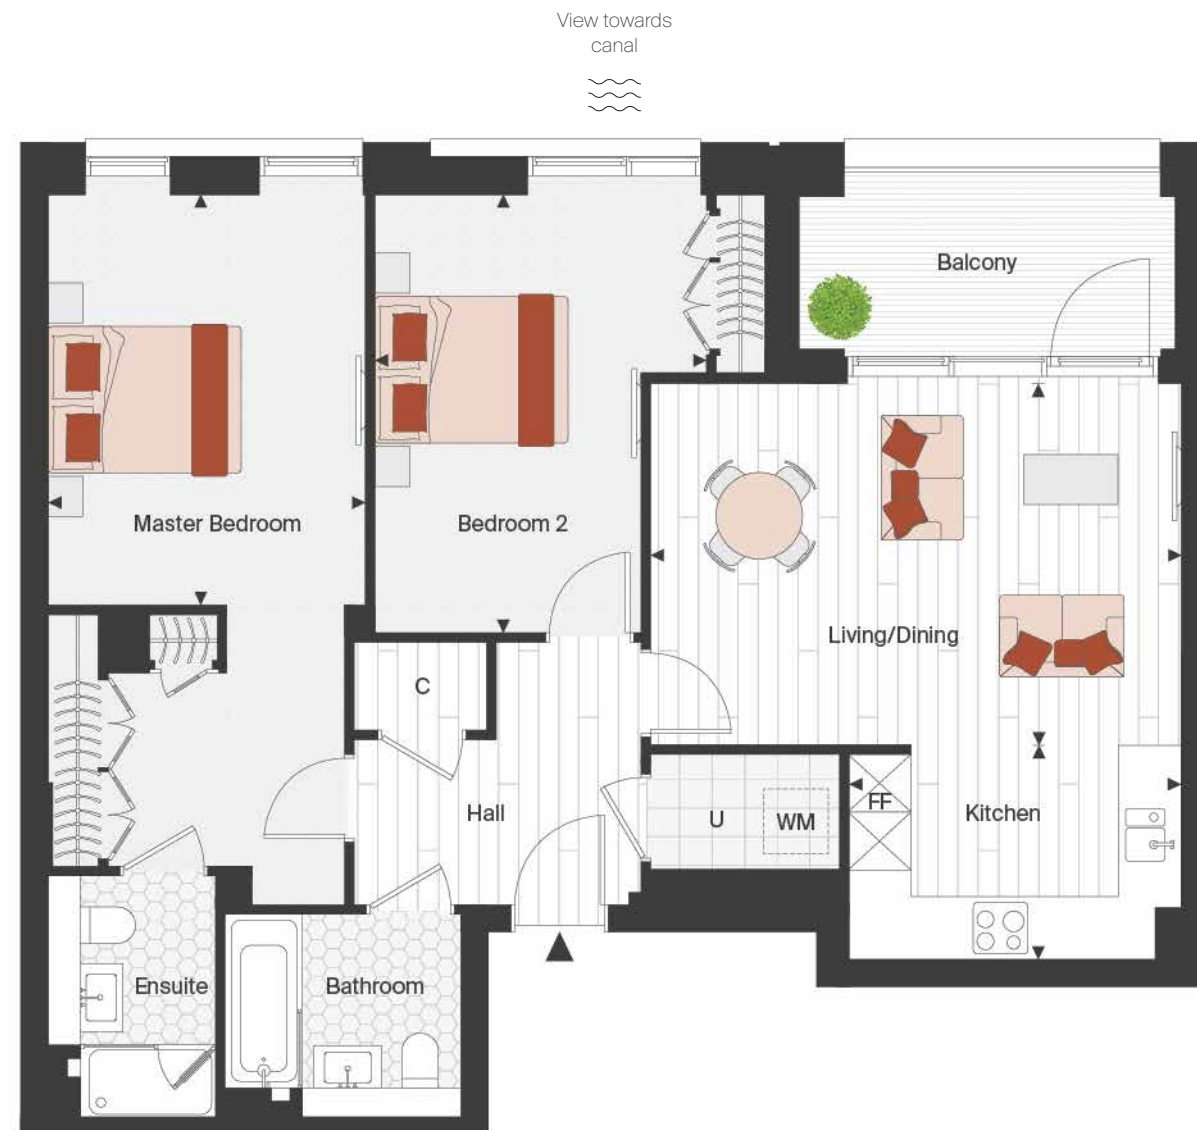 View towards
canal
Balcony
Master Bedroom
Bedroom 2
Living/Dining
C
FF
Hall
U
WM
Kitchen
Ensuite
Bathroom